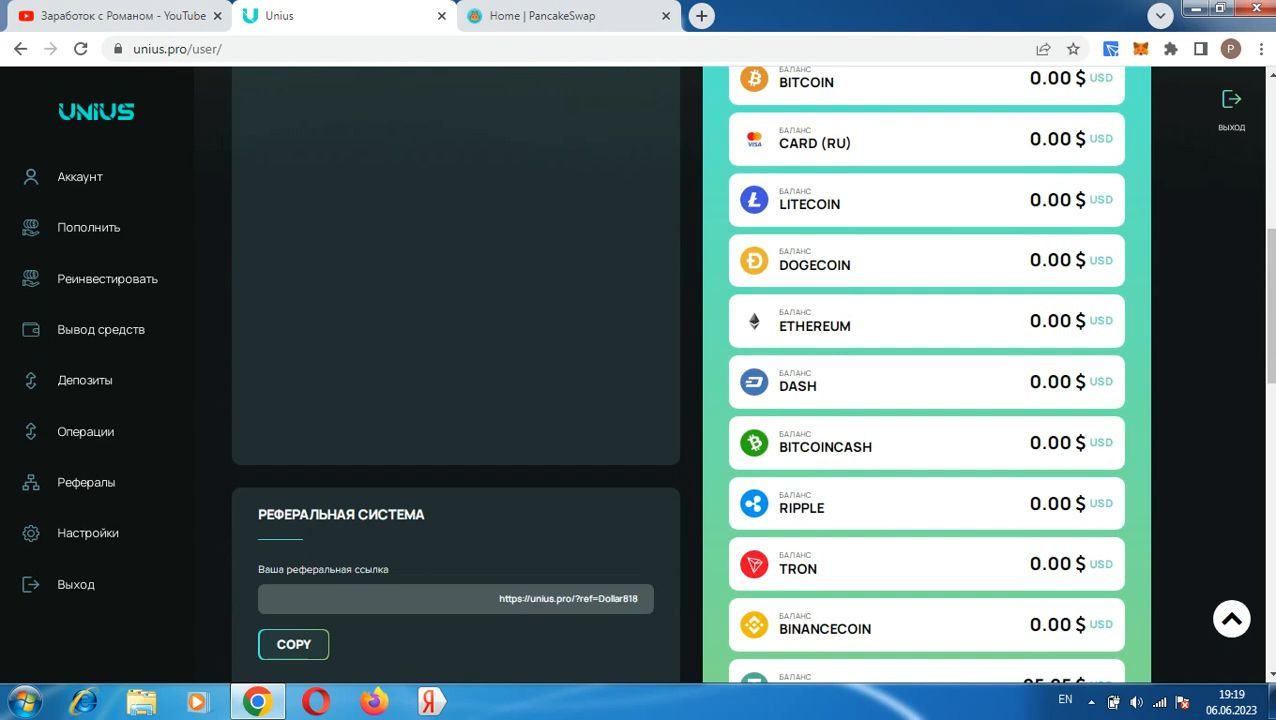 Заработок с Романом - YouTube
Unius
Home | PancakeSwap
unius.pro/user/
P
UNIUS
Аккаунт
Пополнить
Реинвестировать
Вывод средств
Депозиты
Операции
Рефералы
Настройки
Выход
РЕФЕРАЛЬНАЯ СИСТЕМА
Ваша реферальная ссылка
https://unius.pro/?ref=Dollar818
COPY
БАЛАНС
BITCOIN
0.00 $ USD
БАЛАНС
VISA
CARD (RU)
0.00 $ USD
БАЛАНС
LITECOIN
0.00 $ USD
БАЛАНС
DOGECOIN
0.00 $ USD
БАЛАНС
ETHEREUM
0.00 $ USD
БАЛАНС
DASH
0.00 $ USD
БАЛАНС
BITCOINCASH
0.00 $ USD
БАЛАНС
RIPPLE
0.00 $ USD
БАЛАНС
TRON
0.00 $ USD
БАЛАНС
BINANCECOIN
0.00 $ USD
БАЛАНС
USD
ВЫХОД
EN
19:19
06.06.2023